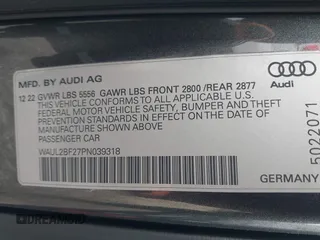 MFD. BY AUDI AG
12.22 GVWR LBS 5556 GAWR LBS FRONT 2800 /REAR 2877
THIS VEHICLE CONFORMS TO ALL APPLICABLE U.S.
FEDERAL MOTOR VEHICLE SAFETY, BUMPER AND THEFT
PREVENTION STANDARDS IN EFFECT ON THE DATE OF
MANUFACTURE SHOWN ABOVE.
PASSENGER CAR
WAUL2BF27PN039318
Audi
5022071
GERMANY
DREAMBID